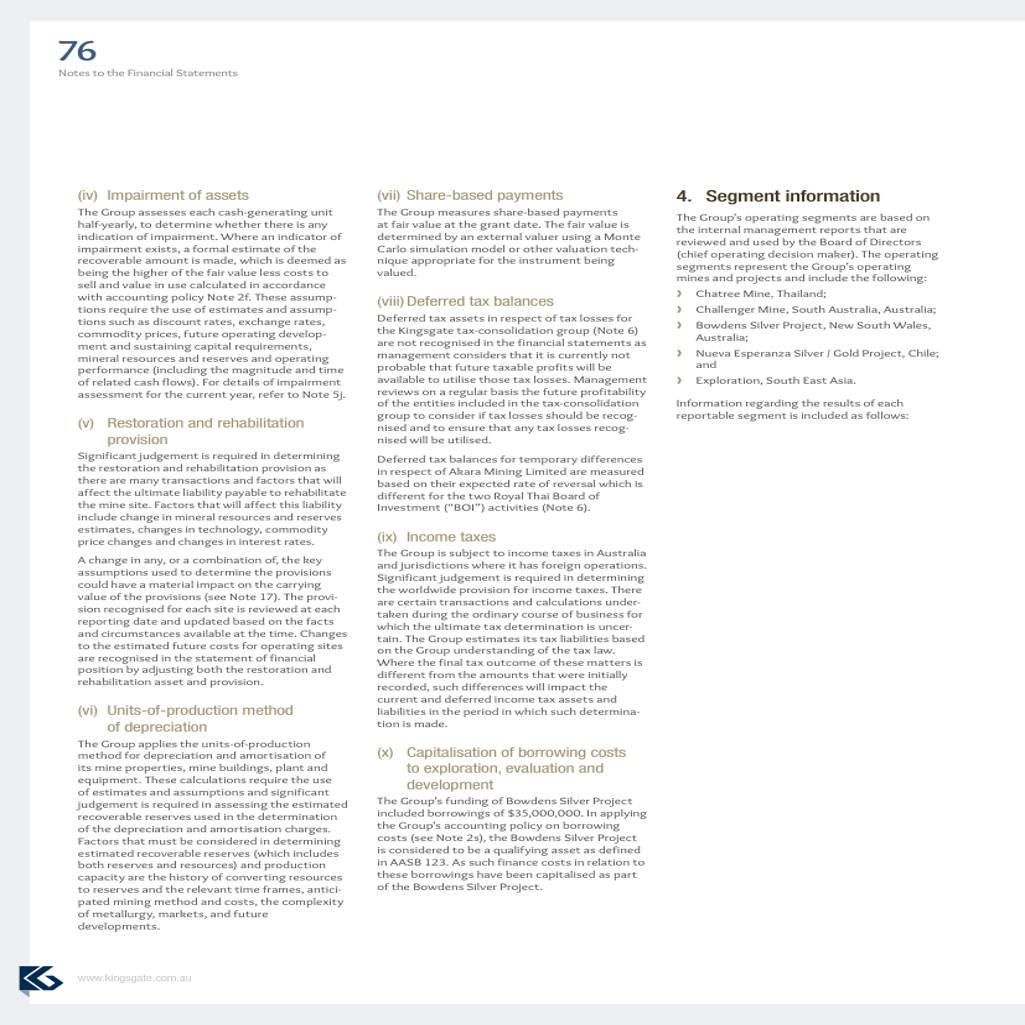 76
Notes to the Financial Statements
(iv) Impairment of assets
The Group assesses each cash-generating unit
half-yearly, to determine whether there is any
indication of impairment. Where an indicator of
impairment exists, a formal estimate of the
recoverable amount is made, which is deemed as
being the higher of the fair value less costs to
sell and value in use calculated in accordance
with accounting policy Note 2f. These assump-
tions require the use of estimates and assump-
tions such as discount rates, exchange rates,
commodity prices, future operating develop-
ment and sustaining capital requirements,
mineral resources and reserves and operating
performance (including the magnitude and time
of related cash flows). For details of impairment
assessment for the current year, refer to Note 5j.
(v) Restoration and rehabilitation
provision
Significant judgement is required in determining
the restoration and rehabilitation provision as
there are many transactions and factors that will
affect the ultimate liability payable to rehabilitate
the mine site. Factors that will affect this liability
include change in mineral resources and reserves
estimates, changes in technology, commodity
price changes and changes in interest rates.
A change in any, or a combination of, the key
assumptions used to determine the provisions
could have a material impact on the carrying
value of the provisions (see Note 17). The provi-
sion recognised for each site is reviewed at each
reporting date and updated based on the facts
and circumstances available at the time. Changes
to the estimated future costs for operating sites
are recognised in the statement of financial
position by adjusting both the restoration and
rehabilitation asset and provision.
(vi) Units-of-production method
of depreciation
The Group applies the units-of-production
method for depreciation and amortisation of
its mine properties, mine buildings, plant and
equipment. These calculations require the use
of estimates and assumptions and significant
judgement is required in assessing the estimated
recoverable reserves used in the determination
of the depreciation and amortisation charges.
Factors that must be considered in determining
estimated recoverable reserves (which includes
both reserves and resources) and production
capacity are the history of converting resources
to reserves and the relevant time frames, antici-
pated mining method and costs, the complexity
of metallurgy, markets, and future
developments.
(vii) Share-based payments
The Group measures share-based payments
at fair value at the grant date. The fair value is
determined by an external valuer using a Monte
Carlo simulation model or other valuation tech-
nique appropriate for the instrument being
valued.
(viii) Deferred tax balances
Deferred tax assets in respect of tax losses for
the Kingsgate tax-consolidation group (Note 6)
are not recognised in the financial statements as
management considers that it is currently not
probable that future taxable profits will be
available to utilise those tax losses. Management
reviews on a regular basis the future profitability
of the entities included in the tax-consolidation
group to consider if tax losses should be recog-
nised and to ensure that any tax losses recog-
nised will be utilised.
Deferred tax balances for temporary differences
in respect of Akara Mining Limited are measured
based on their expected rate of reversal which is
different for the two Royal Thai Board of
Investment (“BOI”) activities (Note 6).
(ix) Income taxes
The Group is subject to income taxes in Australia
and jurisdictions where it has foreign operations.
Significant judgement is required in determining
the worldwide provision for income taxes. There
are certain transactions and calculations under-
taken during the ordinary course of business for
which the ultimate tax determination is uncer-
tain. The Group estimates its tax liabilities based
on the Group understanding of the tax law.
Where the final tax outcome of these matters is
different from the amounts that were initially
recorded, such differences will impact the
current and deferred income tax assets and
liabilities in the period in which such determina-
tion is made.
(x) Capitalisation of borrowing costs
to exploration, evaluation and
development
The Group’s funding of Bowdens Silver Project
included borrowings of $35,000,000. In applying
the Group’s accounting policy on borrowing
costs (see Note 2s), the Bowdens Silver Project
is considered to be a qualifying asset as defined
in AASB 123. As such finance costs in relation to
these borrowings have been capitalised as part
of the Bowdens Silver Project.
4. Segment information
The Group’s operating segments are based on
the internal management reports that are
reviewed and used by the Board of Directors
(chief operating decision maker). The operating
segments represent the Group’s operating
mines and projects and include the following:
› Chatree Mine, Thailand;
› Challenger Mine, South Australia, Australia;
› Bowdens Silver Project, New South Wales,
Australia;
› Nueva Esperanza Silver / Gold Project, Chile;
and
› Exploration, South East Asia.
Information regarding the results of each
reportable segment is included as follows:
www.kingsgate.com.au